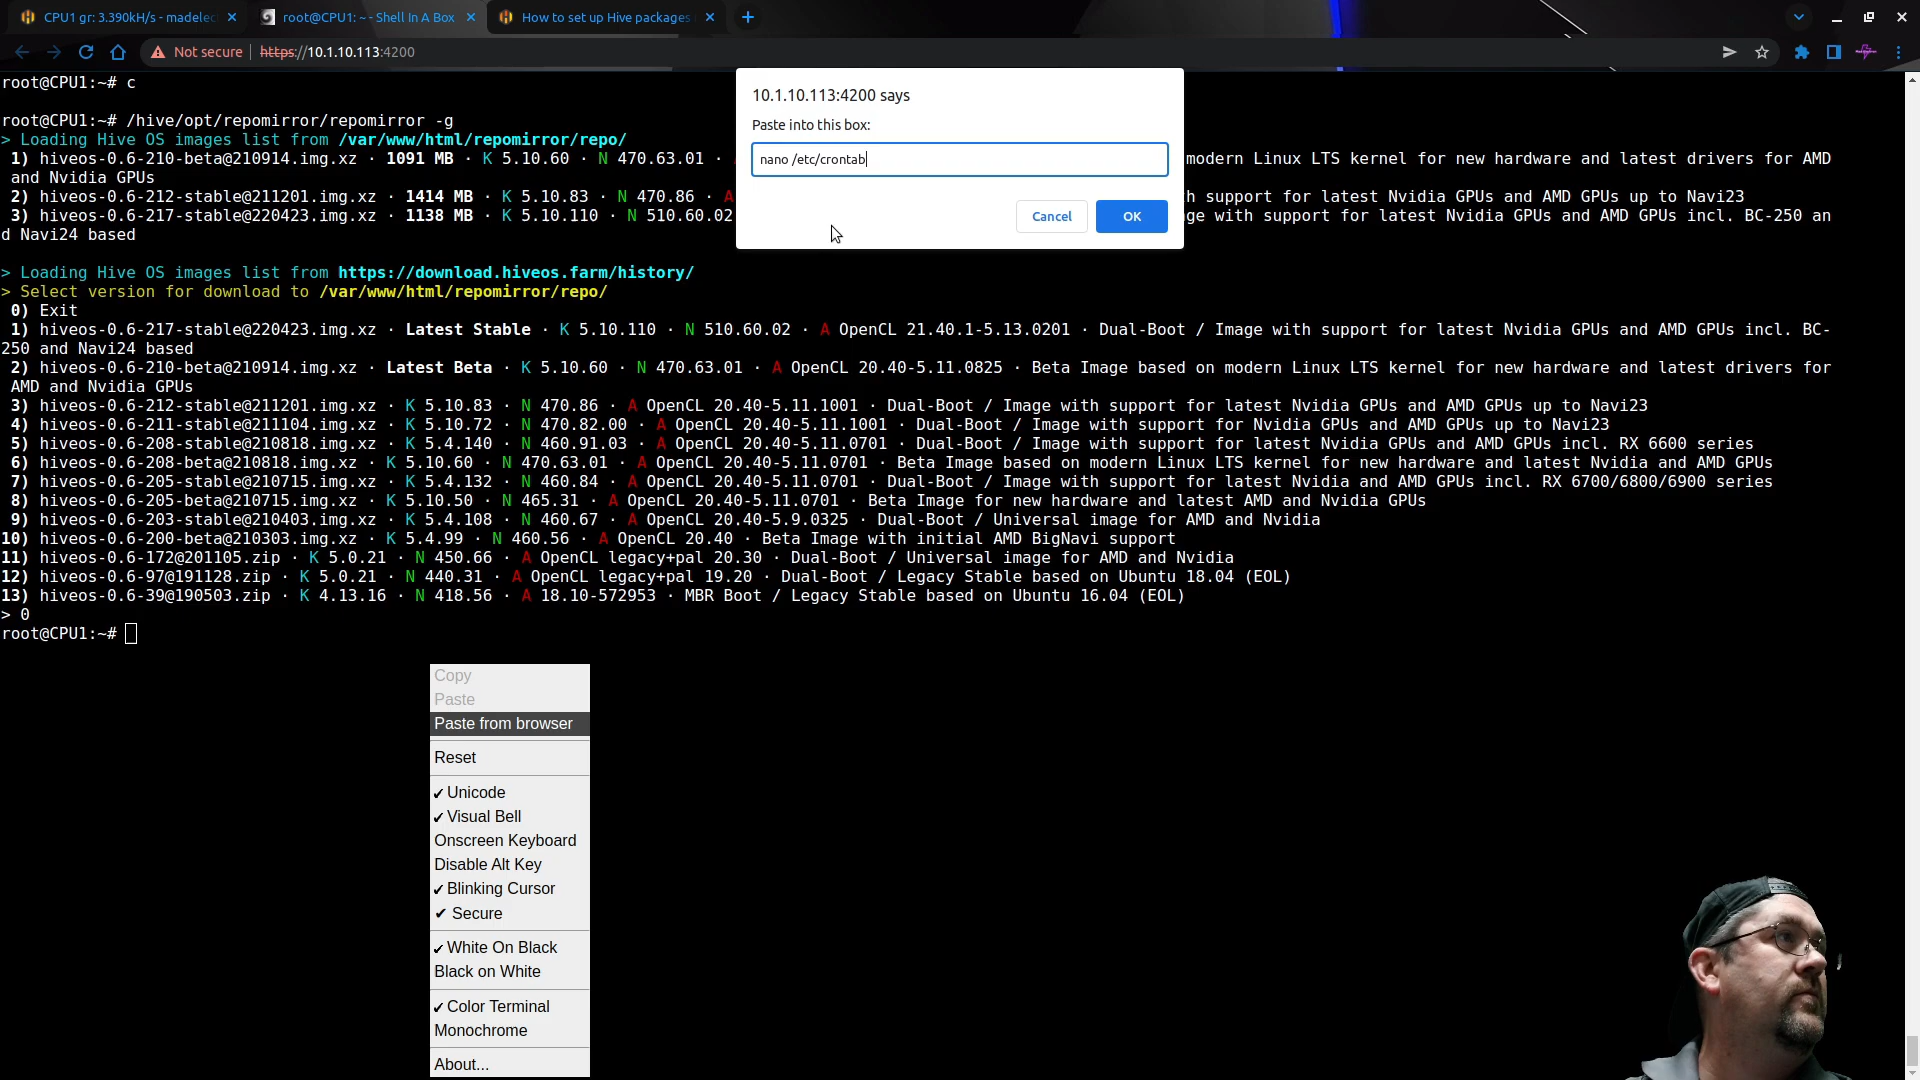 CPU1 gr: 3.390kH/s - madelec
root@CPU1: ~ - Shell In A Box
How to set up Hive packages
Not secure
https://10.1.10.113:4200
root@CPU1:~# c
root@CPU1:~# /hive/opt/repomirror/repomirror -g
> Loading Hive OS images list from /var/www/html/repomirror/repo/
1) hiveos-0.6-210-beta@210914.img.xz · 1091 MB · K 5.10.60 · N 470.63.01 · modern Linux LTS kernel for new hardware and latest drivers for AMD
and Nvidia GPUs
2) hiveos-0.6-212-stable@211201.img.xz · 1414 MB · K 5.10.83 · N 470.86 · A h support for latest Nvidia GPUs and AMD GPUs up to Navi23
3) hiveos-0.6-217-stable@220423.img.xz · 1138 MB · K 5.10.110 · N 510.60.02 ge with support for latest Nvidia GPUs and AMD GPUs incl. BC-250 an
d Navi24 based
10.1.10.113:4200 says
Paste into this box:
nano /etc/crontab
Cancel
OK
> Loading Hive OS images list from https://download.hiveos.farm/history/
> Select version for download to /var/www/html/repomirror/repo/
0) Exit
1) hiveos-0.6-217-stable@220423.img.xz · Latest Stable · K 5.10.110 · N 510.60.02 · A OpenCL 21.40.1-5.13.0201 · Dual-Boot / Image with support for latest Nvidia GPUs and AMD GPUs incl. BC-
250 and Navi24 based
2) hiveos-0.6-210-beta@210914.img.xz · Latest Beta · K 5.10.60 · N 470.63.01 · A OpenCL 20.40-5.11.0825 · Beta Image based on modern Linux LTS kernel for new hardware and latest drivers for
AMD and Nvidia GPUs
3) hiveos-0.6-212-stable@211201.img.xz · K 5.10.83 · N 470.86 · A OpenCL 20.40-5.11.1001 · Dual-Boot / Image with support for latest Nvidia GPUs and AMD GPUs up to Navi23
4) hiveos-0.6-211-stable@211104.img.xz · K 5.10.72 · N 470.82.00 · A OpenCL 20.40-5.11.1001 · Dual-Boot / Image with support for Nvidia GPUs and AMD GPUs up to Navi23
5) hiveos-0.6-208-stable@210818.img.xz · K 5.4.140 · N 460.91.03 · A OpenCL 20.40-5.11.0701 · Dual-Boot / Image with support for latest Nvidia GPUs and AMD GPUs incl. RX 6600 series
6) hiveos-0.6-208-beta@210818.img.xz · K 5.10.60 · N 470.63.01 · A OpenCL 20.40-5.11.0701 · Beta Image based on modern Linux LTS kernel for new hardware and latest Nvidia and AMD GPUs
7) hiveos-0.6-205-stable@210715.img.xz · K 5.4.132 · N 460.84 · A OpenCL 20.40-5.11.0701 · Dual-Boot / Image with support for latest Nvidia and AMD GPUs incl. RX 6700/6800/6900 series
8) hiveos-0.6-205-beta@210715.img.xz · K 5.10.50 · N 465.31 · A OpenCL 20.40-5.11.0701 · Beta Image for new hardware and latest AMD and Nvidia GPUs
9) hiveos-0.6-203-stable@210403.img.xz · K 5.4.108 · N 460.67 · A OpenCL 20.40-5.9.0325 · Dual-Boot / Universal image for AMD and Nvidia
10) hiveos-0.6-200-beta@210303.img.xz · K 5.4.99 · N 460.56 · A OpenCL 20.40 · Beta Image with initial AMD BigNavi support
11) hiveos-0.6-172@201105.zip · K 5.0.21 · N 450.66 · A OpenCL legacy+pal 20.30 · Dual-Boot / Universal image for AMD and Nvidia
12) hiveos-0.6-97@191128.zip · K 5.0.21 · N 440.31 · A OpenCL legacy+pal 19.20 · Dual-Boot / Legacy Stable based on Ubuntu 18.04 (EOL)
13) hiveos-0.6-39@190503.zip · K 4.13.16 · N 418.56 · A 18.10-572953 · MBR Boot / Legacy Stable based on Ubuntu 16.04 (EOL)
> 0
root@CPU1:~#
Copy
Paste
Paste from browser
Reset
✔ Unicode
✔ Visual Bell
Onscreen Keyboard
Disable Alt Key
✔ Blinking Cursor
✔ Secure
✔ White On Black
Black on White
✔ Color Terminal
Monochrome
About...